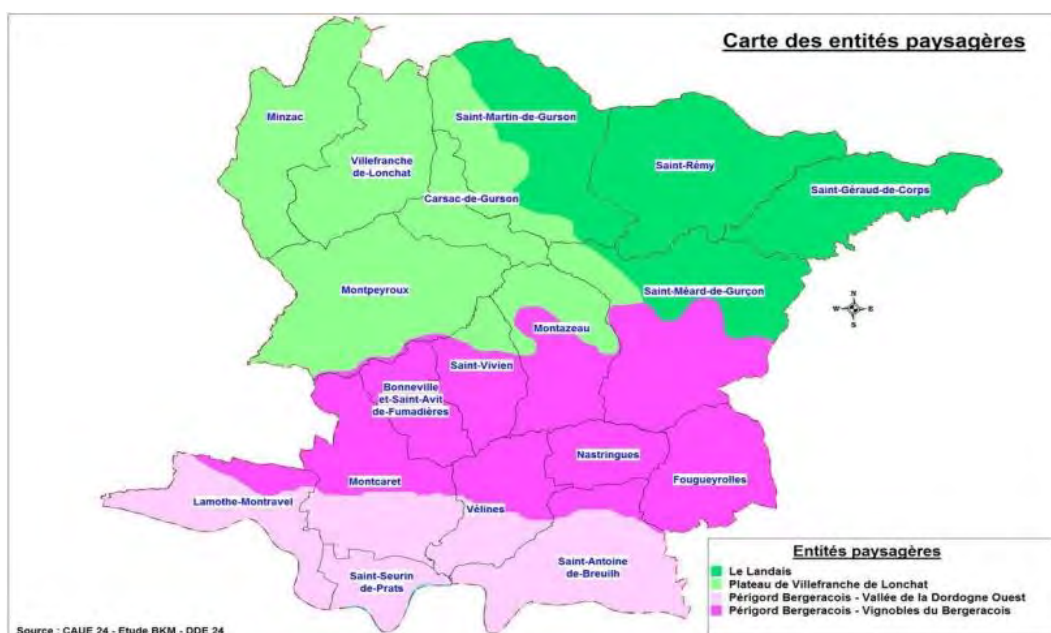 Carte des entités paysagères
Minzac
Saint-Martin-de-Gurson
Villefranche
de-Lonchat
Saint-Rémy
Saint-Géraud-de-Corps
Carsac-de-Gurson
Montpeyroux
Saint-Méard-de-Gurçon
N
W E
S
Montazeau
Saint-Vivien
Bonneville
et-Saint-Avit
de-Fumadières
Nastringues
Montcaret
Fougueyrolles
Lamothe-Montravel
Vélines
Saint-Antoine
de-Breuilh
Saint-Seurin
de-Prats
Entités paysagères
Le Landais
Plateau de Villefranche de Lonchat
Périgord Bergeracois - Vallée de la Dordogne Ouest
Périgord Bergeracois - Vignobles du Bergeracois
Source : CAUE 24 - Etude BKM - DDE 24